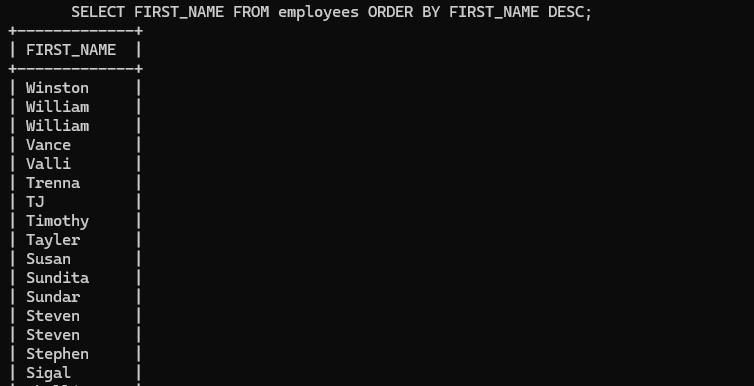 SELECT FIRST_NAME FROM employees ORDER BY FIRST_NAME DESC;
+-------------+
| FIRST_NAME  |
+-------------+
| Winston     |
| William     |
| William     |
| Vance       |
| Valli       |
| Trenna      |
| TJ          |
| Timothy     |
| Tayler      |
| Susan       |
| Sundita     |
| Sundar      |
| Steven      |
| Steven      |
| Stephen     |
| Sigal       |